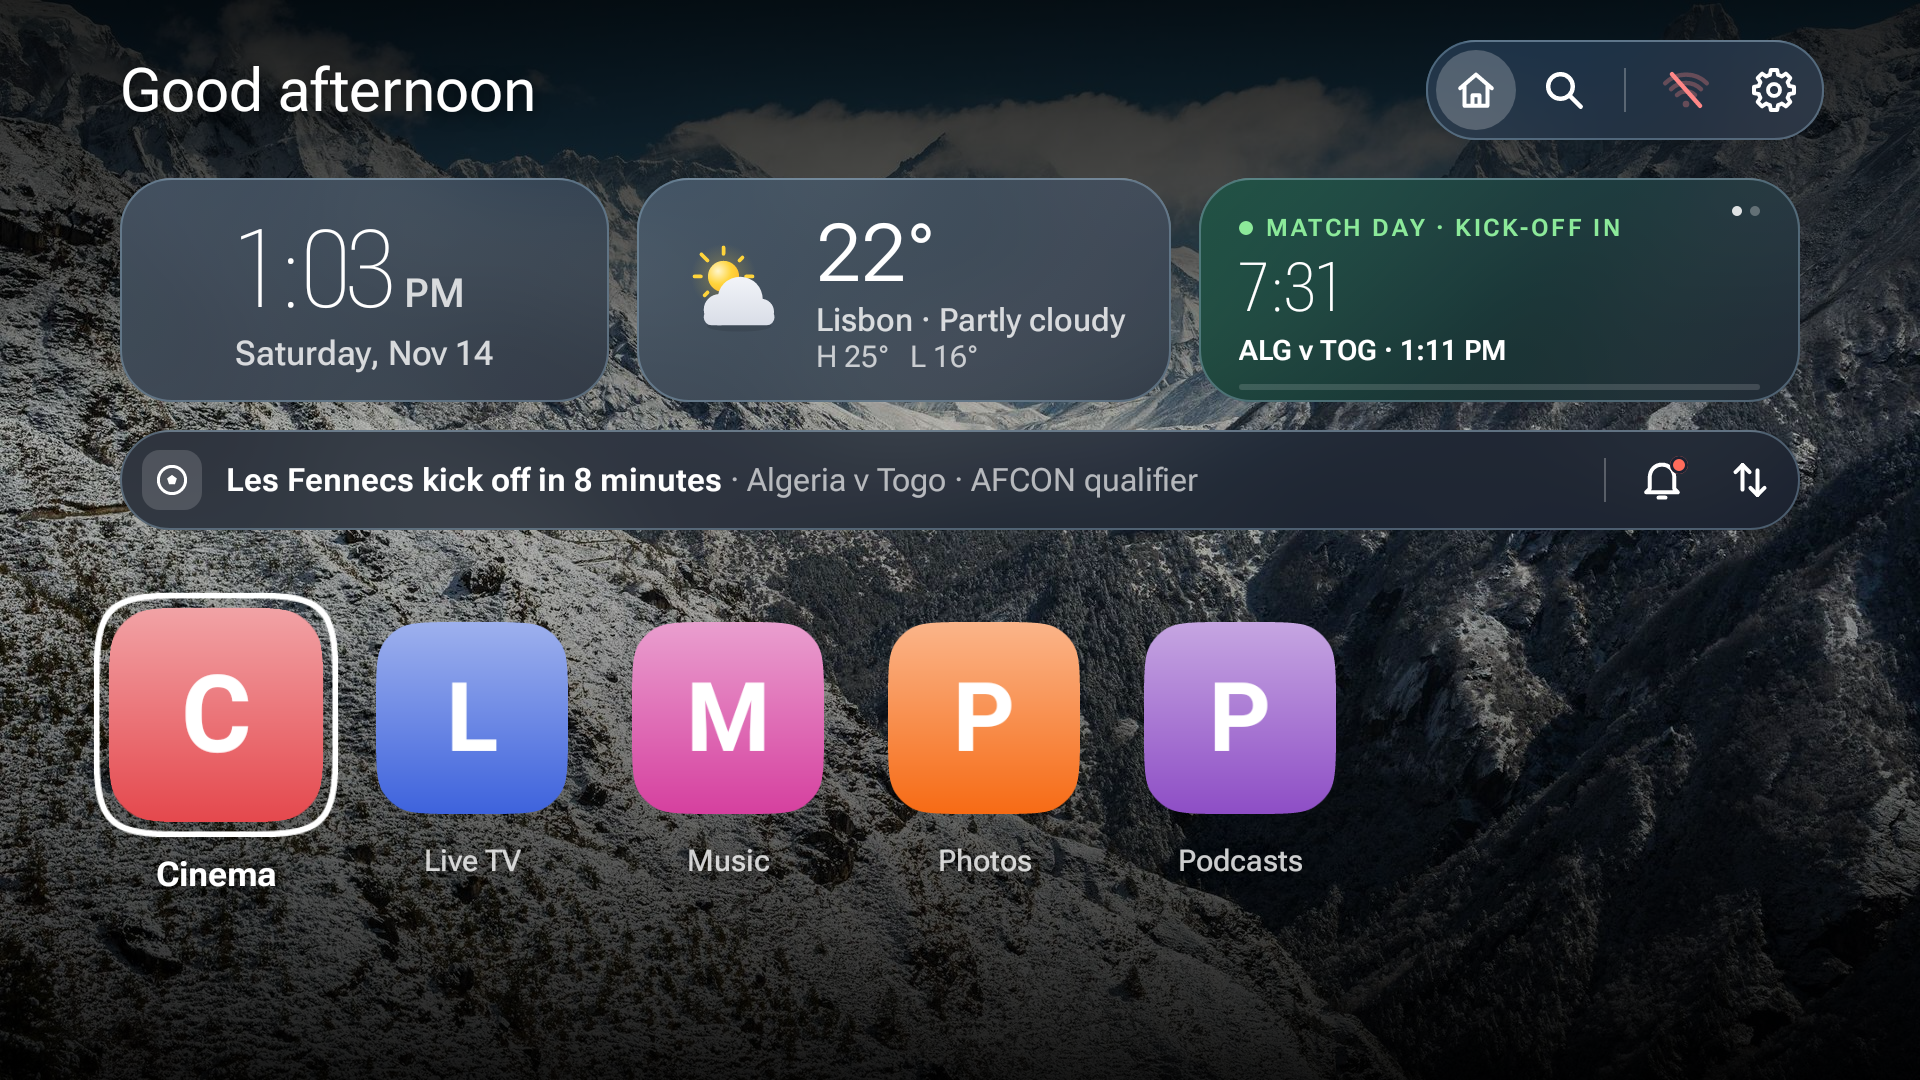 Good afternoon
1:03 PM
Saturday, Nov 14
22°
Lisbon · Partly cloudy
H 25° L 16°
MATCH DAY · KICK-OFF IN
7:31
ALG v TOG · 1:11 PM
Les Fennecs kick off in 8 minutes · Algeria v Togo · AFCON qualifier
C
L
M
P
P
Cinema
Live TV
Music
Photos
Podcasts